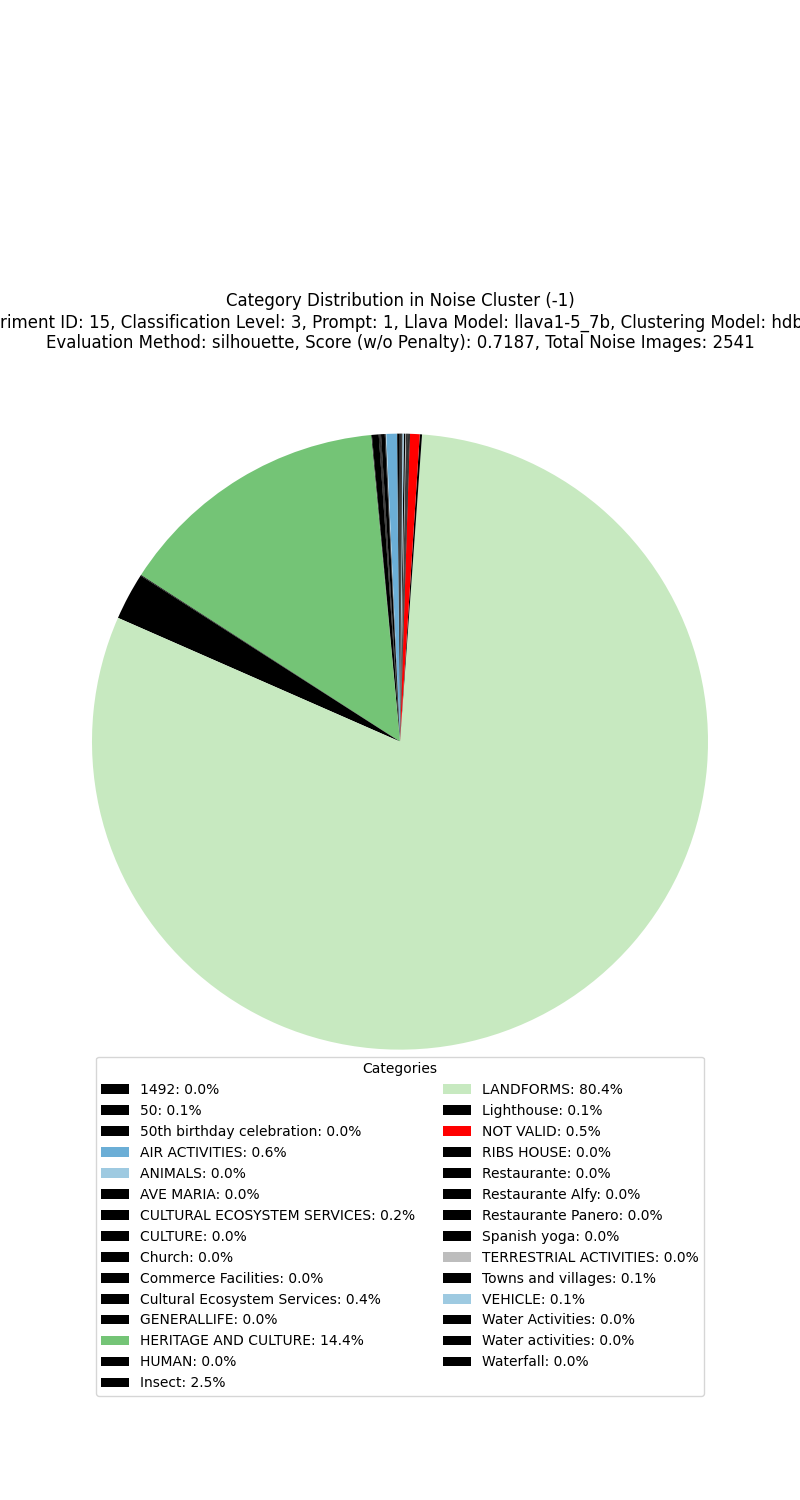 Category Distribution in Noise Cluster (-1)
riment ID: 15, Classification Level: 3, Prompt: 1, Llava Model: llava1-5_7b, Clustering Model: hdb
Evaluation Method: silhouette, Score (w/o Penalty): 0.7187, Total Noise Images: 2541
Categories
1492: 0.0%
50: 0.1%
50th birthday celebration: 0.0%
AIR ACTIVITIES: 0.6%
ANIMALS: 0.0%
AVE MARIA: 0.0%
CULTURAL ECOSYSTEM SERVICES: 0.2%
CULTURE: 0.0%
Church: 0.0%
Commerce Facilities: 0.0%
Cultural Ecosystem Services: 0.4%
GENERALLIFE: 0.0%
HERITAGE AND CULTURE: 14.4%
HUMAN: 0.0%
Insect: 2.5%
LANDFORMS: 80.4%
Lighthouse: 0.1%
NOT VALID: 0.5%
RIBS HOUSE: 0.0%
Restaurante: 0.0%
Restaurante Alfy: 0.0%
Restaurante Panero: 0.0%
Spanish yoga: 0.0%
TERRESTRIAL ACTIVITIES: 0.0%
Towns and villages: 0.1%
VEHICLE: 0.1%
Water Activities: 0.0%
Water activities: 0.0%
Waterfall: 0.0%